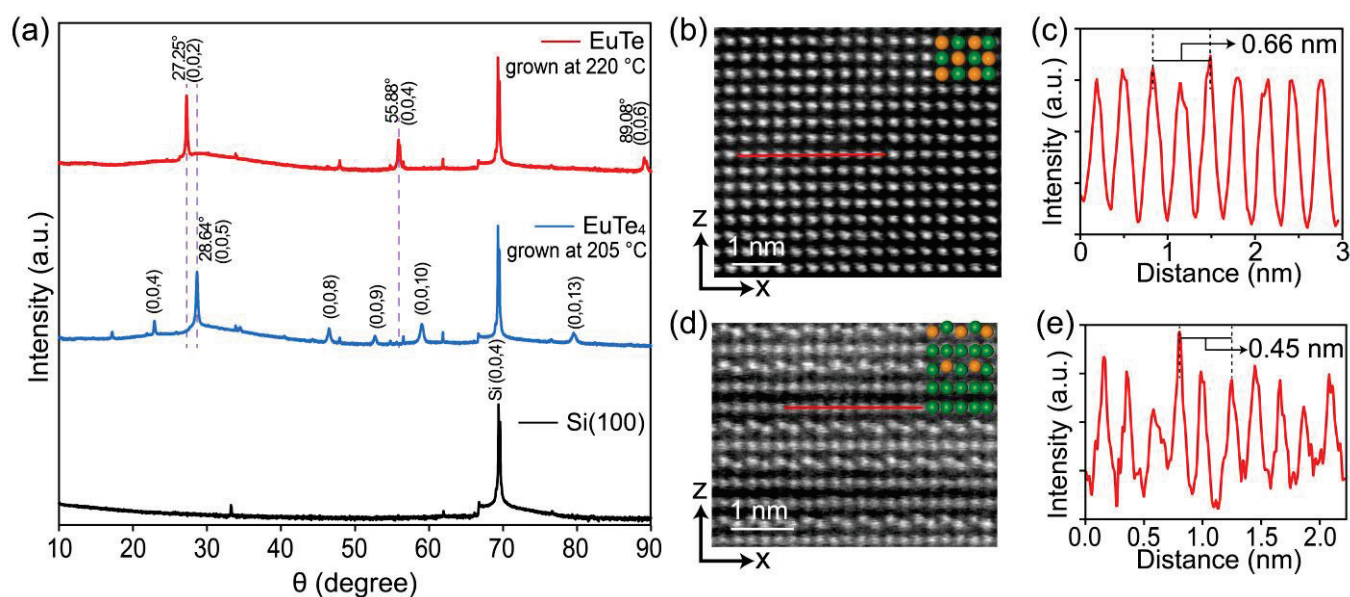 (a)
EuTe
grown at 220 °C
27.25°
(0,0,2)
55.88°
(0,0,4)
89.08°
(0,0,6)
EuTe₄
grown at 205 °C
(0,0,4)
28.64°
(0,0,5)
(0,0,8)
(0,0,9)
(0,0,10)
(0,0,13)
Si (0,0,4)
Si(100)
Intensity (a.u.)
10 20 30 40 50 60 70 80 90
θ (degree)
(b)
z
1 nm
x
(c)
0.66 nm
Intensity (a.u.)
0 1 2 3
Distance (nm)
(d)
z
1 nm
x
(e)
0.45 nm
Intensity (a.u.)
0.0 0.5 1.0 1.5 2.0
Distance (nm)